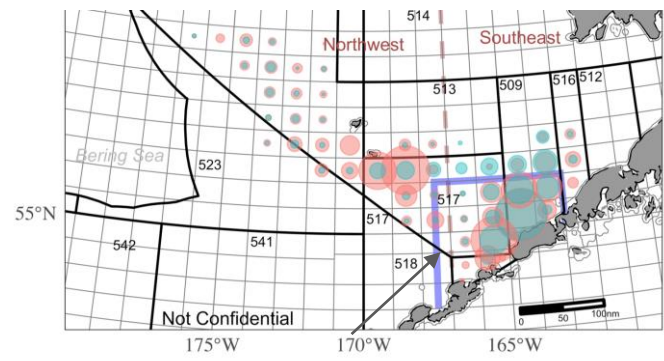 514
Northwest
Southeast
513
509
516
512
Bering Sea
523
517
517
55°N
542
541
518
Not Confidential
0
50
100nm
175°W
170°W
165°W